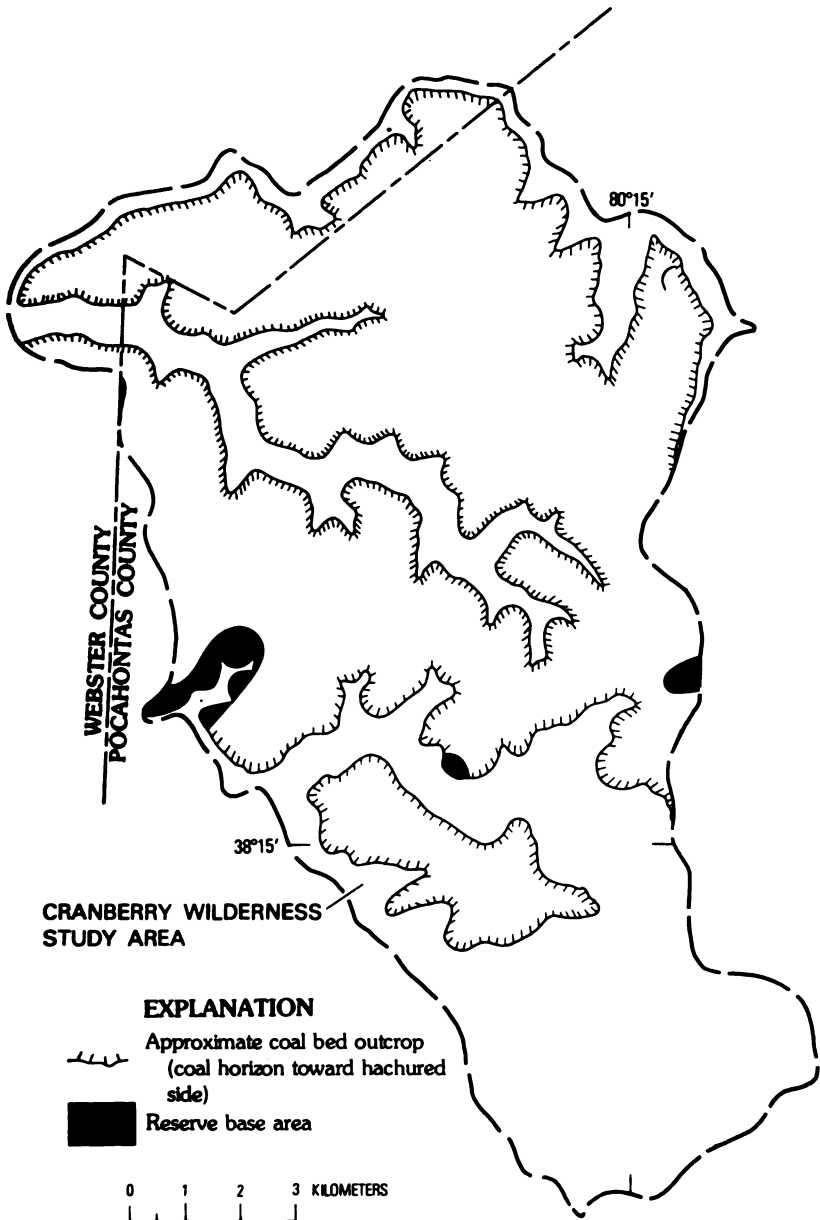 80°15'
WEBSTER COUNTY
POCAHONTAS COUNTY
38°15'
CRANBERRY WILDERNESS
STUDY AREA
EXPLANATION
Approximate coal bed outcrop
(coal horizon toward hachured
side)
Reserve base area
0 1 2 3 KILOMETERS